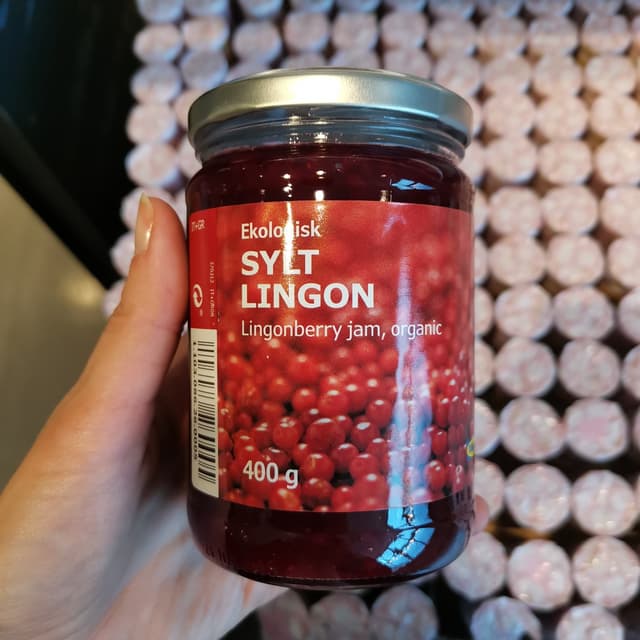 Ekologisk
SYLT
LINGON
Lingonberry jam, organic
400 g